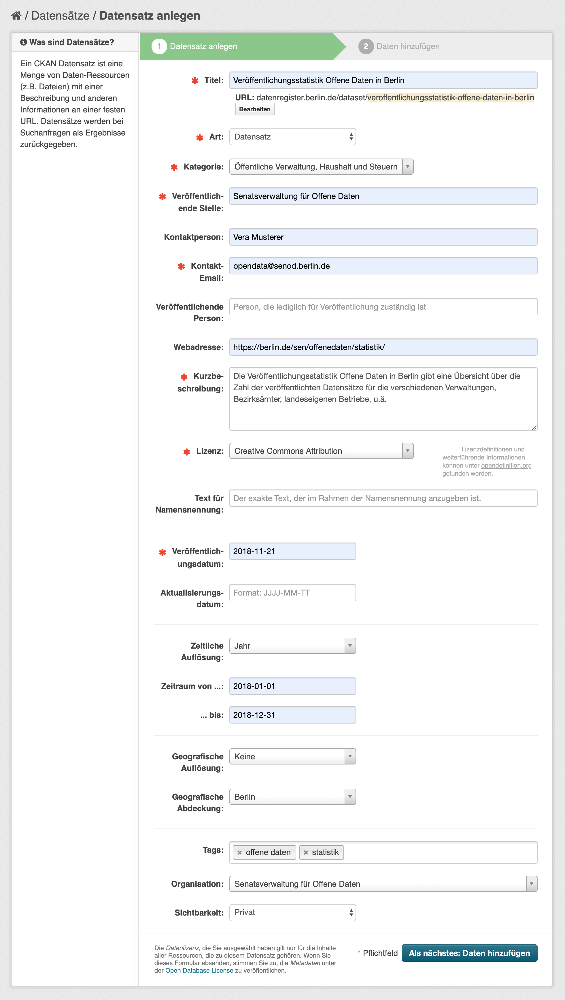 / Datensätze / Datensatz anlegen
Was sind Datensätze?
Ein CKAN Datensatz ist eine
Menge von Daten-Ressourcen
(z.B. Dateien) mit einer
Beschreibung und anderen
Informationen an einer festen
URL. Datensätze werden bei
Suchanfragen als Ergebnisse
zurückgegeben.
1 Datensatz anlegen
2 Daten hinzufügen
* Titel: Veröffentlichungsstatistik Offene Daten in Berlin
URL: datenregister.berlin.de/dataset/veroffentlichungsstatistik-offene-daten-in-berlin
Bearbeiten
* Art: Datensatz
* Kategorie: Öffentliche Verwaltung, Haushalt und Steuern
* Veröffentlich-
ende Stelle:
Senatsverwaltung für Offene Daten
Kontaktperson: Vera Musterer
* Kontakt-
Email:
opendata@senod.berlin.de
Veröffentlichende
Person:
Person, die lediglich für Veröffentlichung zuständig ist
Webadresse: https://berlin.de/sen/offenedaten/statistik/
* Kurzbe-
schreibung:
Die Veröffentlichungsstatistik Offene Daten in Berlin gibt eine Übersicht über die
Zahl der veröffentlichten Datensätze für die verschiedenen Verwaltungen,
Bezirksämter, landeseigenen Betriebe, u.ä.
* Lizenz: Creative Commons Attribution
Lizenzdefinitionen und
weiterführende Informationen
können unter opendefinition.org
gefunden werden.
Text für
Namensnennung:
Der exakte Text, der im Rahmen der Namensnennung anzugeben ist.
* Veröffentlich-
ungsdatum:
2018-11-21
Aktualisierungs-
datum:
Format: JJJJ-MM-TT
Zeitliche
Auflösung:
Jahr
Zeitraum von ...: 2018-01-01
... bis: 2018-12-31
Geografische
Auflösung:
Keine
Geografische
Abdeckung:
Berlin
Tags: × offene daten × statistik
Organisation: Senatsverwaltung für Offene Daten
Sichtbarkeit: Privat
Die Datenlizenz, die Sie ausgewählt haben gilt nur für die Inhalte
aller Ressourcen, die zu diesem Datensatz gehören. Wenn Sie
dieses Formular absenden, stimmen Sie zu, die Metadaten unter
der Open Database License zu veröffentlichen.
* Pflichtfeld
Als nächstes: Daten hinzufügen